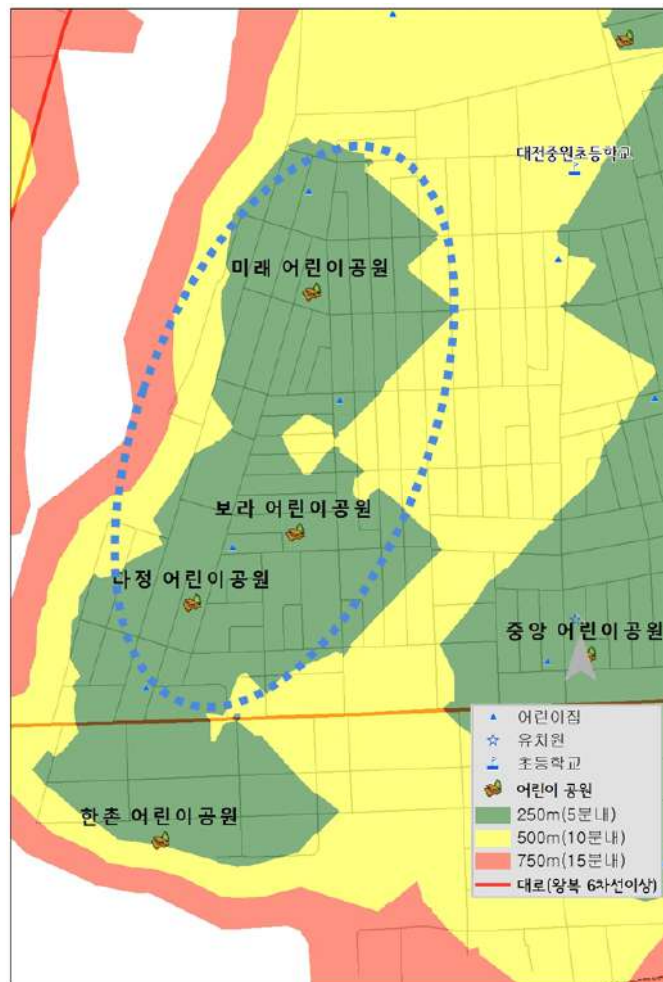 대전중원초등학교
미래 어린이공원
보라 어린이공원
다정 어린이공원
중앙 어린이공원
한촌 어린이공원
어린이집
유치원
초등학교
어린이 공원
250m(5분내)
500m(10분내)
750m(15분내)
대로(왕복 6차선이상)